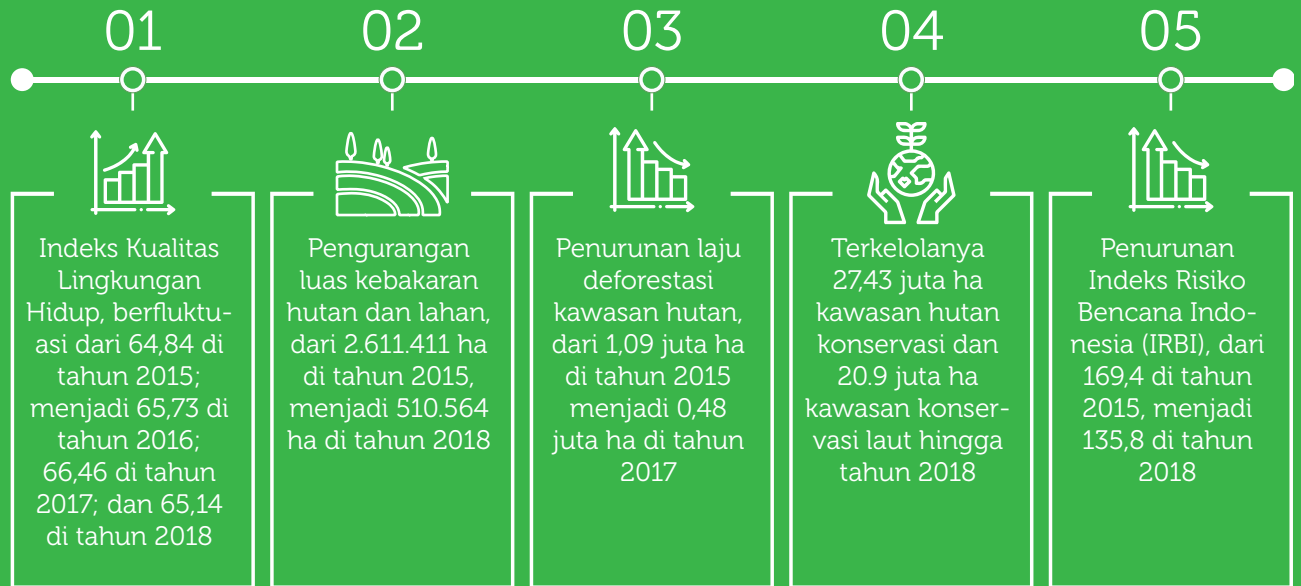 01
Indeks Kualitas
Lingkungan
Hidup, berfluktu-
asi dari 64,84 di
tahun 2015;
menjadi 65,73 di
tahun 2016;
66,46 di tahun
2017; dan 65,14
di tahun 2018
02
Pengurangan
luas kebakaran
hutan dan lahan,
dari 2.611.411 ha
di tahun 2015,
menjadi 510.564
ha di tahun 2018
03
Penurunan laju
deforestasi
kawasan hutan,
dari 1,09 juta ha
di tahun 2015
menjadi 0,48
juta ha di tahun
2017
04
Terkelolanya
27,43 juta ha
kawasan hutan
konservasi dan
20.9 juta ha
kawasan konser-
vasi laut hingga
tahun 2018
05
Penurunan
Indeks Risiko
Bencana Indo-
nesia (IRBI), dari
169,4 di tahun
2015, menjadi
135,8 di tahun
2018